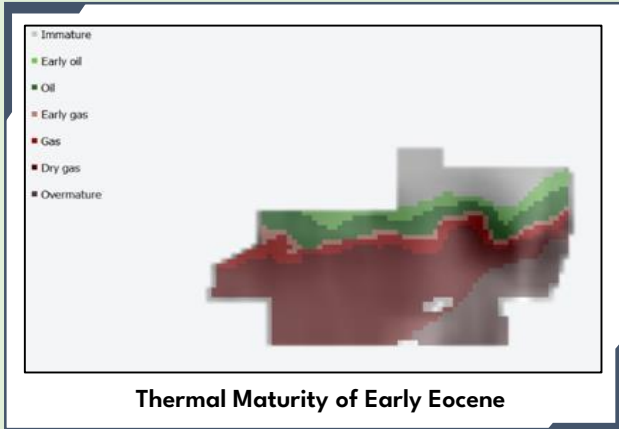 Immature
Early oil
Oil
Early gas
Gas
Dry gas
Overmature
Thermal Maturity of Early Eocene